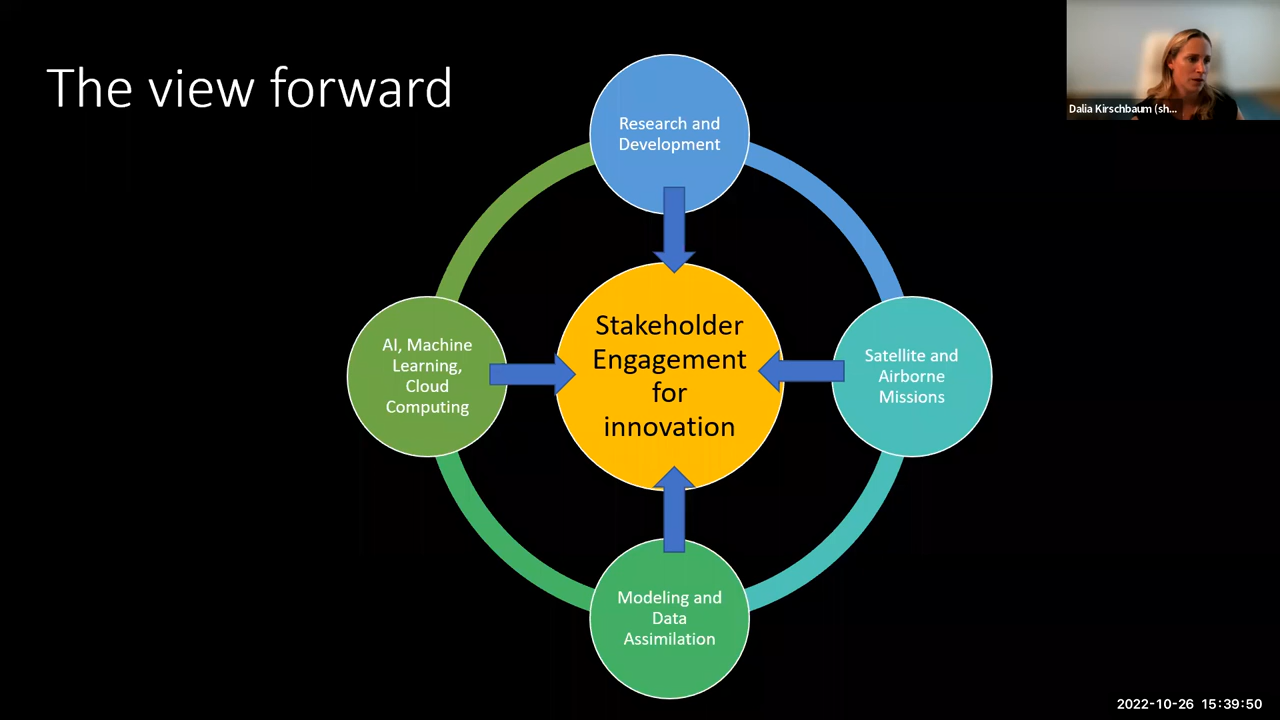 The view forward
Dalia Kirschbaum (sh...
Research and
Development
AI, Machine
Learning,
Cloud
Computing
Stakeholder
Engagement
for
innovation
Satellite and
Airborne
Missions
Modeling and
Data
Assimilation
2022-10-26 15:39:50